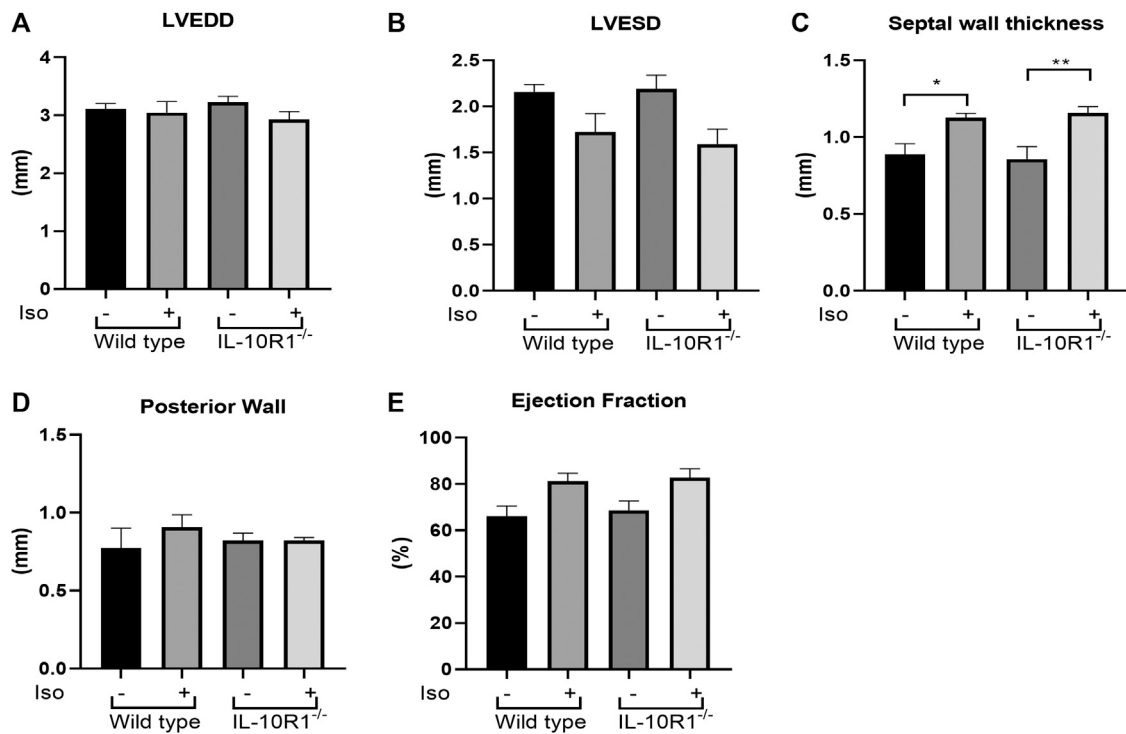 A
LVEDD
4
3
2
1
0
(mm)
Iso - + - +
Wild type IL-10R1-/-
B
LVESD
2.5
2.0
1.5
1.0
0.5
0.0
(mm)
Iso - + - +
Wild type IL-10R1-/-
C
Septal wall thickness
* **
1.5
1.0
0.5
0.0
(mm)
Iso - + - +
Wild type IL-10R1-/-
D
Posterior Wall
1.5
1.0
0.5
0.0
(mm)
Iso - + - +
Wild type IL-10R1-/-
E
Ejection Fraction
100
80
60
40
20
0
(%)
Iso - + - +
Wild type IL-10R1-/-